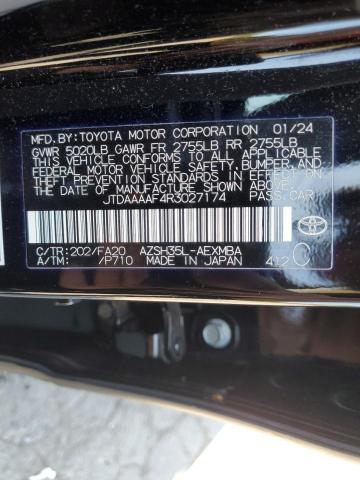 MFD.BY:TOYOTA MOTOR CORPORATION 01/24
GVWR 5020LB GAWR FR 2755LB RR 2755LB
THIS VEHICLE CONFORMS TO ALL APPLICABLE
FEDERAL MOTOR VEHICLE SAFETY, BUMPER, AND
THEFT PREVENTION STANDARDS IN EFFECT ON
THE DATE OF MANUFACTURE SHOWN ABOVE.
JTDAAAAF4R3027174 PASS.CAR
C/TR:202/FA20 AZSH35L-AEXMBA
A/TM: /P710 MADE IN JAPAN 412